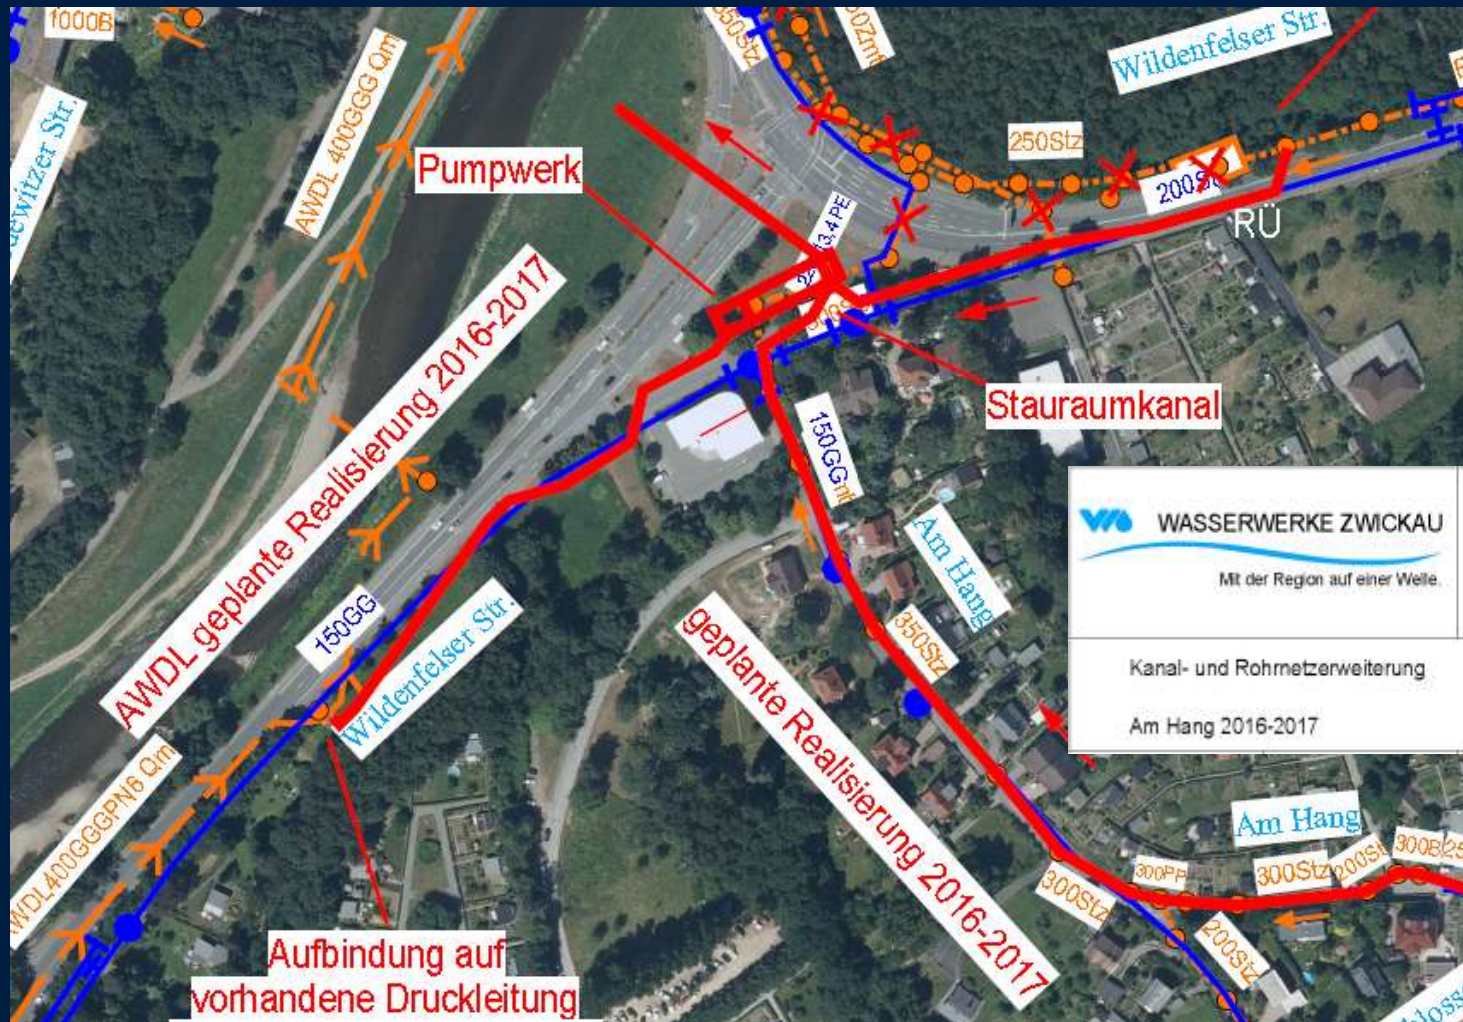 1000B
350Stz
Wildenfelser Str.
AWDL 400GGG Qm
250Stz
Pumpwerk
RÜ
Stauraumkanal
AWDL geplante Realisierung 2016-2017
150GG
150GG
Am Hang
350Stz
Wildenfelser Str.
WASSERWERKE ZWICKAU
Mit der Region auf einer Welle.
Kanal- und Rohrnetzerweiterung
Am Hang 2016-2017
geplante Realisierung 2016-2017
AWDL400GGGPN6 Qm
Am Hang
300Stz
300PP
300Stz
200St
300B
200Stz
Aufbindung auf
vorhandene Druckleitung